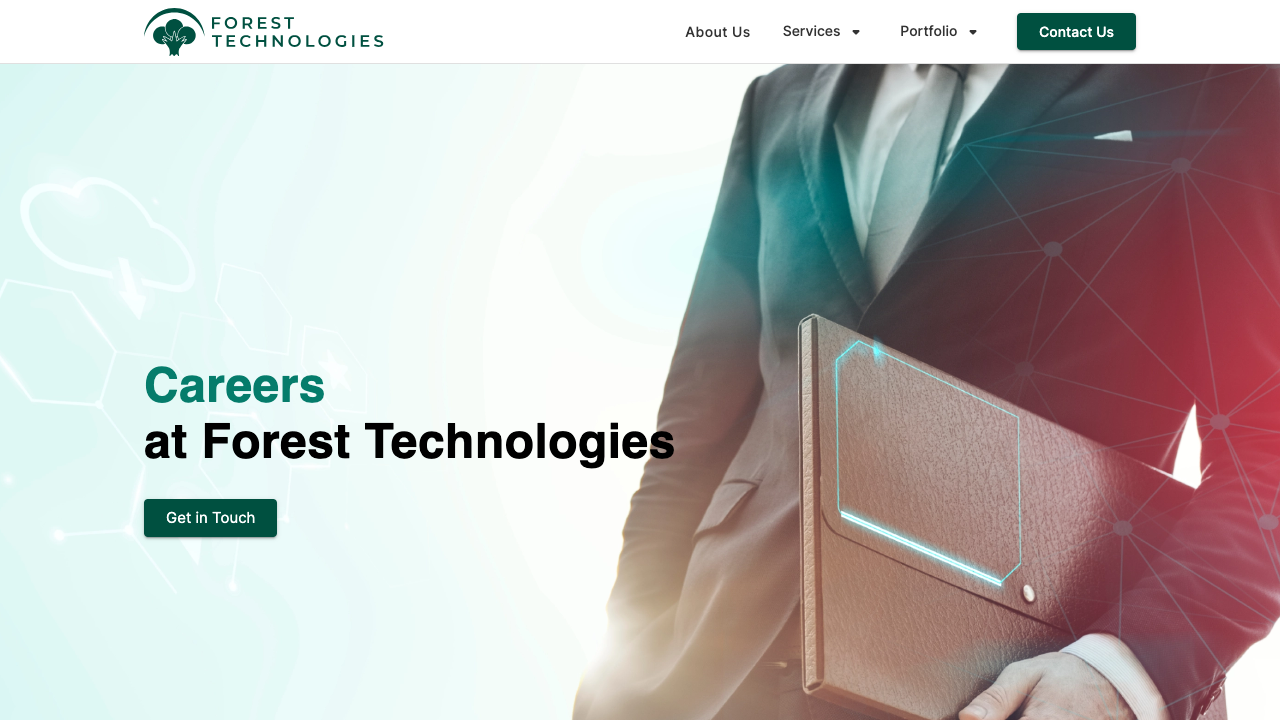 FOREST
TECHNOLOGIES
About Us
Services
Portfolio
Contact Us
Careers
at Forest Technologies
Get in Touch